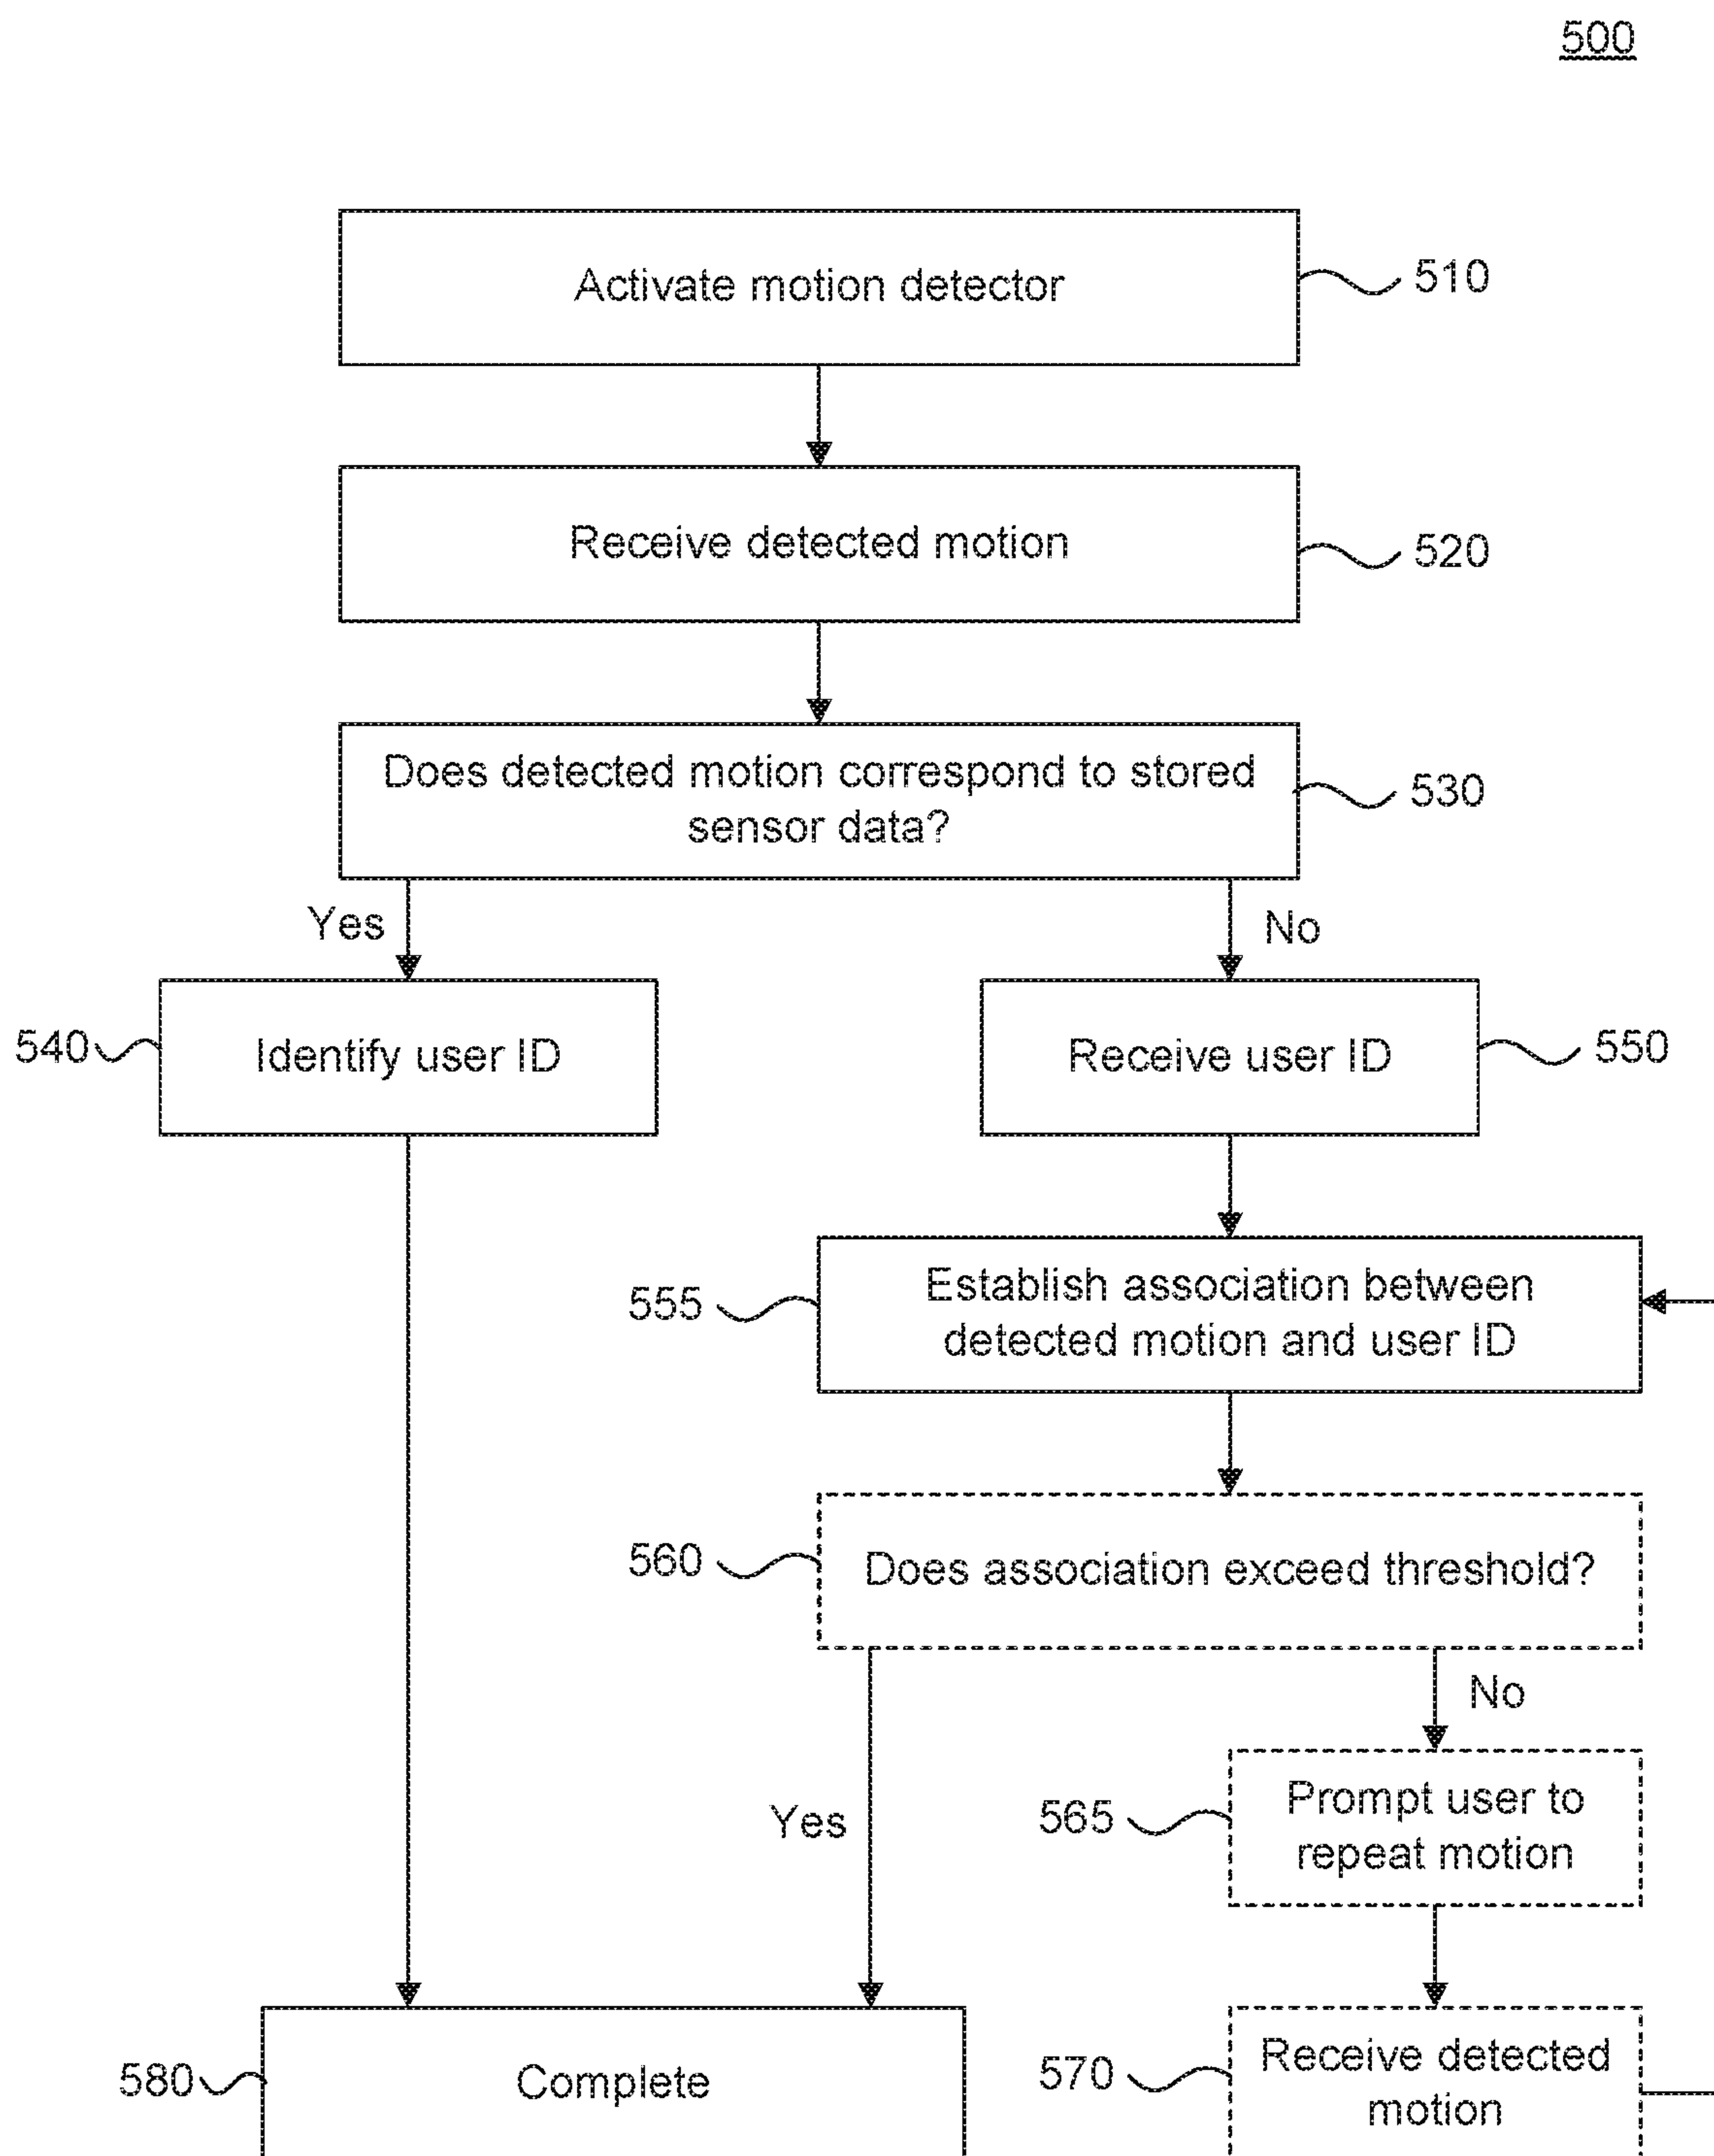 500
Activate motion detector
510
Receive detected motion
520
Does detected motion correspond to stored
sensor data?
530
Yes
No
540
Identify user ID
Receive user ID
550
555
Establish association between
detected motion and user ID
560
Does association exceed threshold?
No
Yes
565
Prompt user to
repeat motion
580
Complete
570
Receive detected
motion